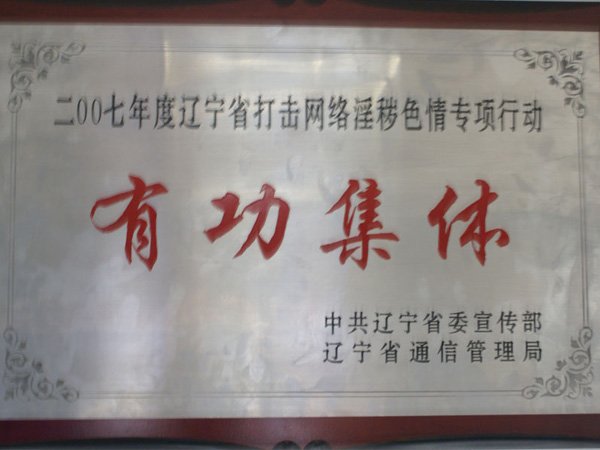 二00七年度辽宁省打击网络淫秽色情专项行动
有功集体
中共辽宁省委宣传部
辽宁省通信管理局